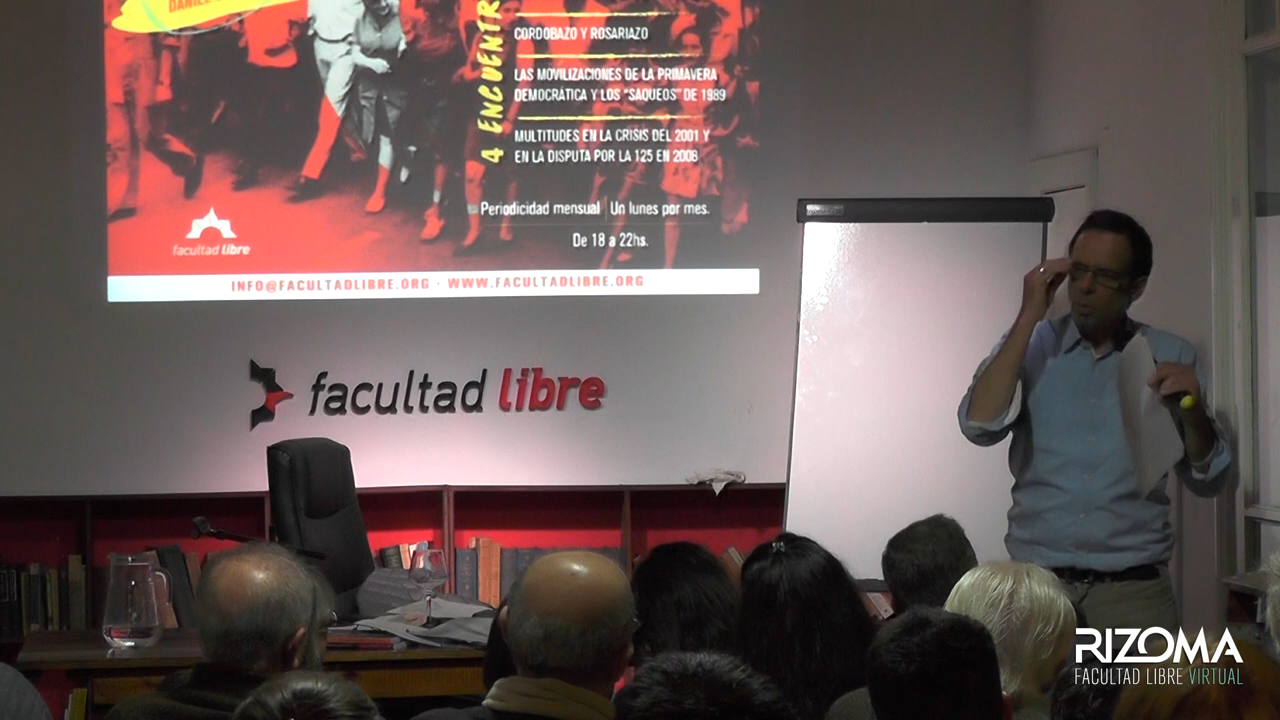 CORDOBAZO Y ROSARIAZO
LAS MOVILIZACIONES DE LA PRIMAVERA
DEMOCRÁTICA Y LOS "SAQUEOS" DE 1989
MULTITUDES EN LA CRISIS DEL 2001 Y
EN LA DISPUTA POR LA 125 EN 2008
4 ENCUENTR
Periodicidad mensual Un lunes por mes.
De 18 a 22hs.
facultad libre
INFO@FACULTADLIBRE.ORG · WWW.FACULTADLIBRE.ORG
facultad libre
RIZOMA
FACULTAD LIBRE VIRTUAL